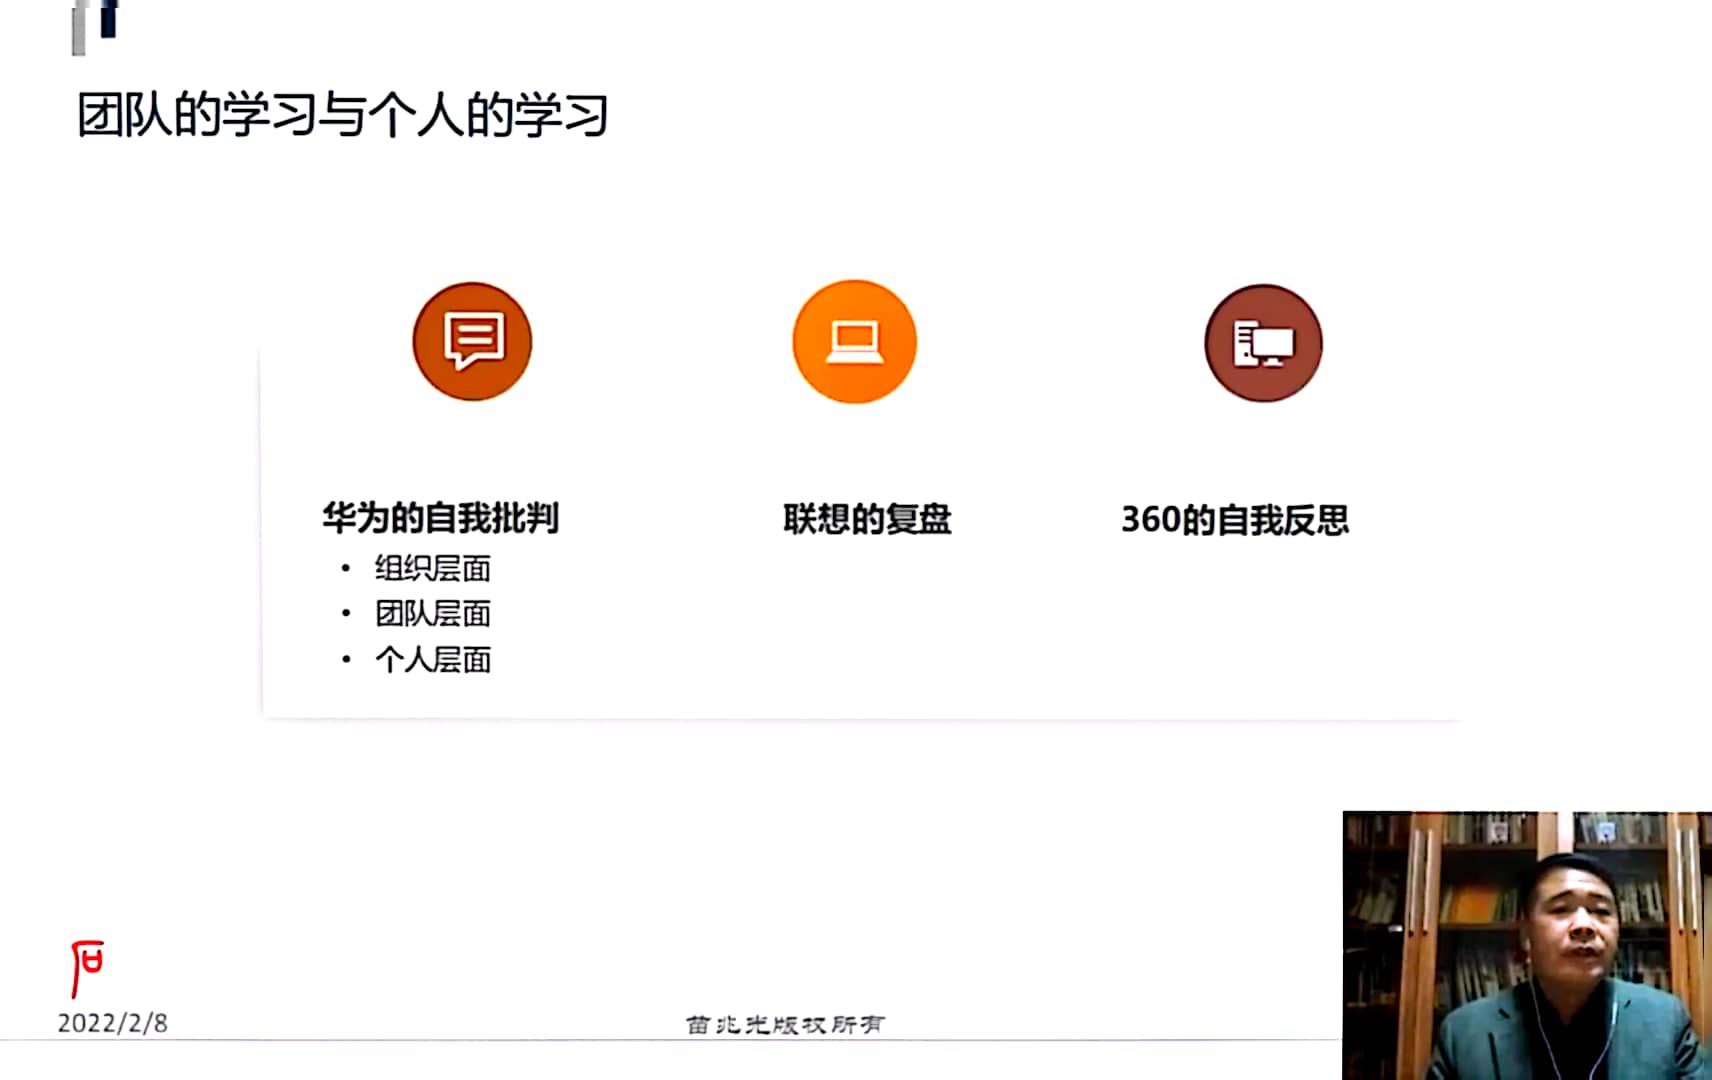 团队的学习与个人的学习
华为的自我批判
• 组织层面
• 团队层面
• 个人层面
联想的复盘
360的自我反思
2022/2/8
苗兆光版权所有